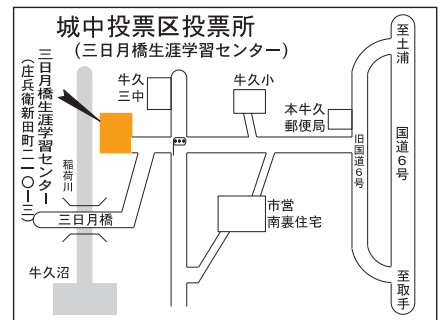 城中投票区投票所
(三日月橋生涯学習センター)
三日月橋生涯学習センター
(庄兵衛新田町二一〇ー三)
牛久
三中
牛久小
本牛久
郵便局
至土浦
国道6号
旧国道6号
至取手
稲荷川
三日月橋
牛久沼
市営
南裏住宅